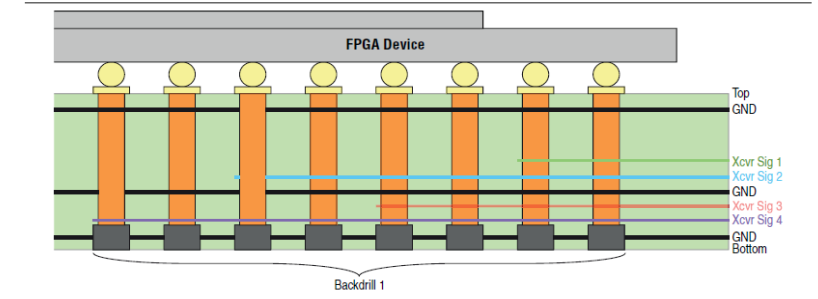 FPGA Device
Top
GND
Xcvr Sig 1
Xcvr Sig 2
GND
Xcvr Sig 3
Xcvr Sig 4
GND
Bottom
Backdrill 1